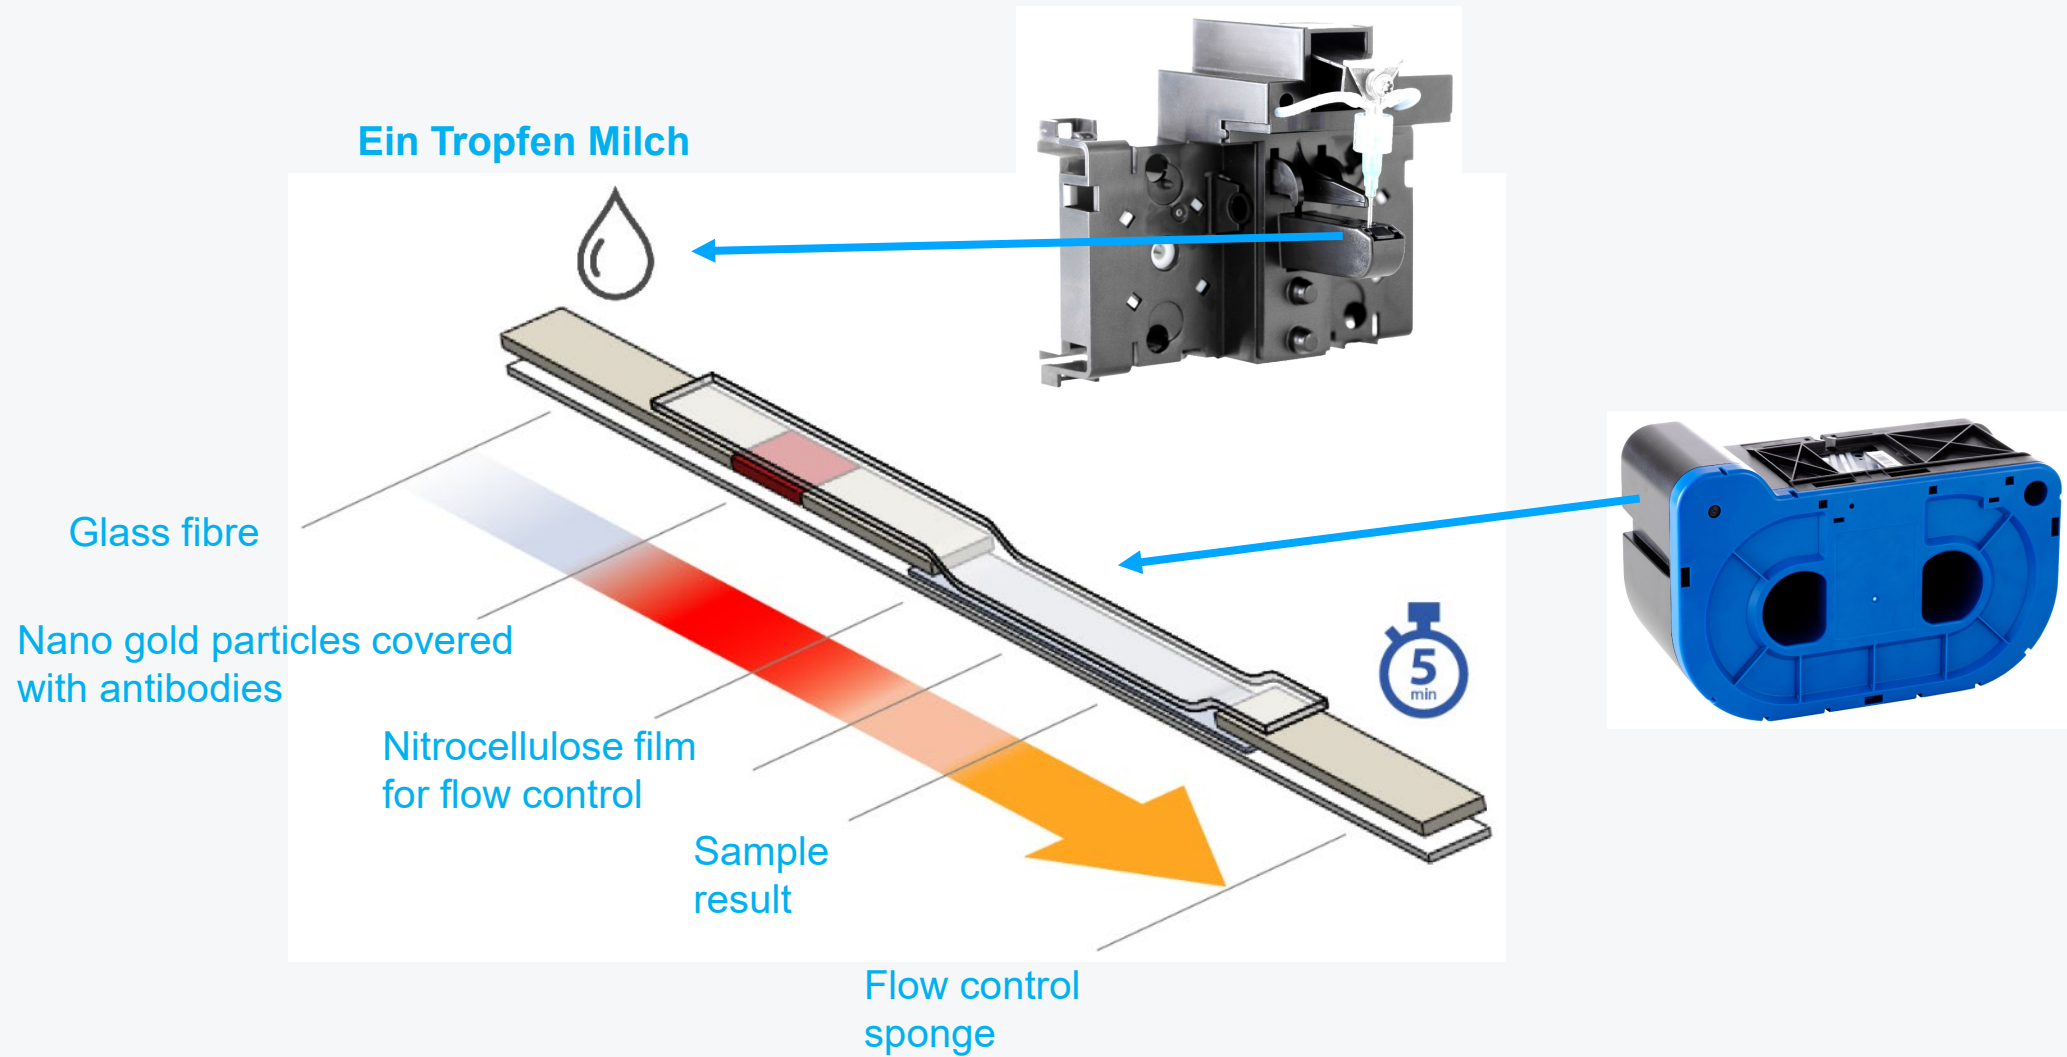 Ein Tropfen Milch
Glass fibre
Nano gold particles covered
with antibodies
5
min
Nitrocellulose film
for flow control
Sample
result
Flow control
sponge